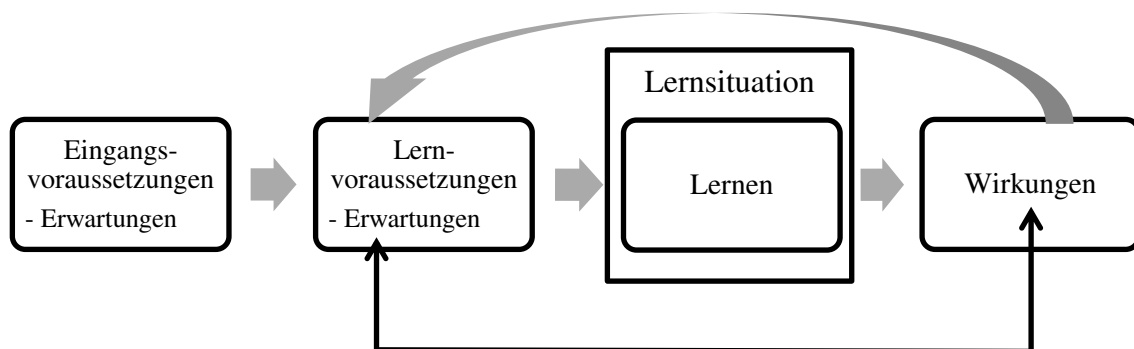 Eingangs-
voraussetzungen
- Erwartungen
Lern-
voraussetzungen
- Erwartungen
Lernsituation
Lernen
Wirkungen